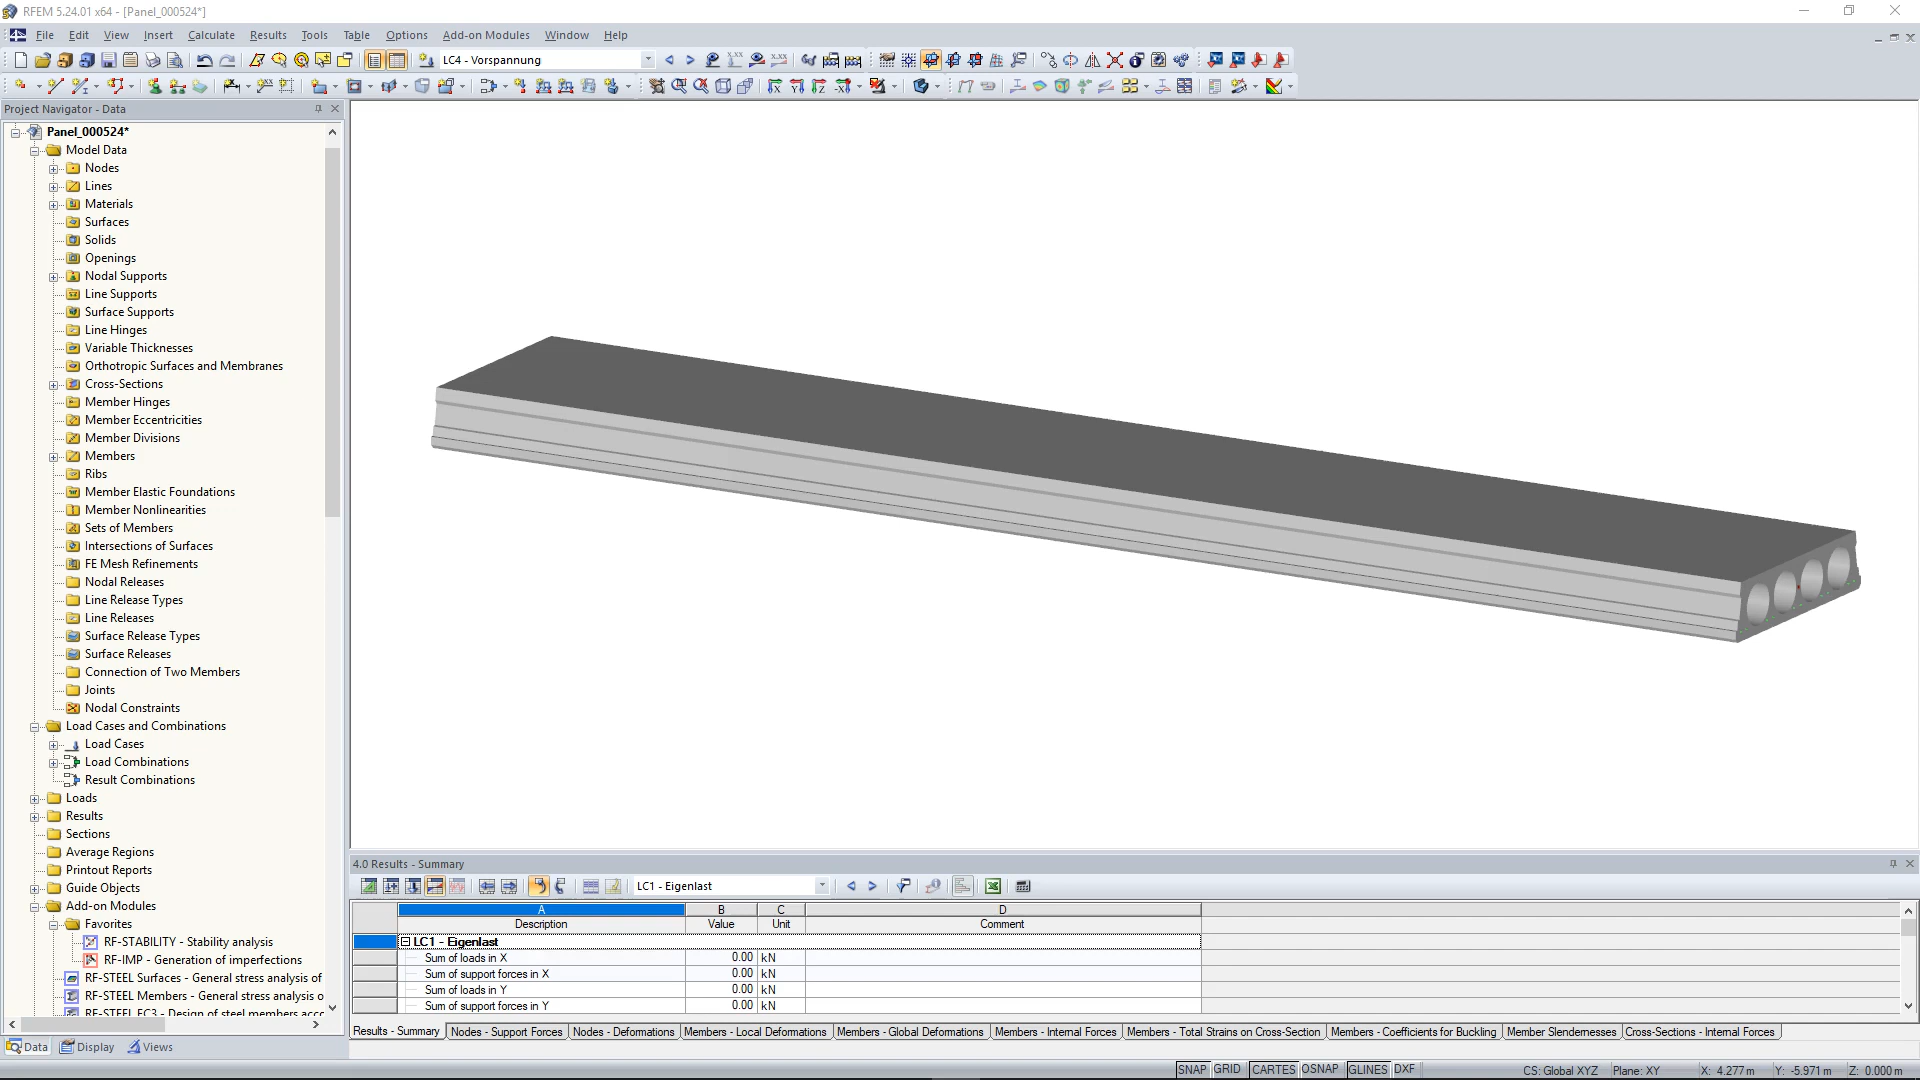 RFEM 5.24.01 x64 - [Panel_000524*]
File Edit View Insert Calculate Results Tools Table Options Add-on Modules Window Help
LC4 - Vorspannung
Project Navigator - Data
Panel_000524*
Model Data
Nodes
Lines
Materials
Surfaces
Solids
Openings
Nodal Supports
Line Supports
Surface Supports
Line Hinges
Variable Thicknesses
Orthotropic Surfaces and Membranes
Cross-Sections
Member Hinges
Member Eccentricities
Member Divisions
Members
Ribs
Member Elastic Foundations
Member Nonlinearities
Sets of Members
Intersections of Surfaces
FE Mesh Refinements
Nodal Releases
Line Release Types
Line Releases
Surface Release Types
Surface Releases
Connection of Two Members
Joints
Nodal Constraints
Load Cases and Combinations
Load Cases
Load Combinations
Result Combinations
Loads
Results
Sections
Average Regions
Printout Reports
Guide Objects
Add-on Modules
Favorites
RF-STABILITY - Stability analysis
RF-IMP - Generation of imperfections
RF-STEEL Surfaces - General stress analysis of
RF-STEEL Members - General stress analysis o
RF-STEEL EC3 - Design of steel members acco
Data Display Views
4.0 Results - Summary
LC1 - Eigenlast
A B C D
Description Value Unit Comment
LC1 - Eigenlast
Sum of loads in X 0.00 kN
Sum of support forces in X 0.00 kN
Sum of loads in Y 0.00 kN
Sum of support forces in Y 0.00 kN
Results - Summary Nodes - Support Forces Nodes - Deformations Members - Local Deformations Members - Global Deformations Members - Internal Forces Members - Total Strains on Cross-Section Members - Coefficients for Buckling Member Slendernesses Cross-Sections - Internal Forces
SNAP GRID CARTES OSNAP GLINES DXF CS: Global XYZ Plane: XY X: 4.277 m Y: -5.971 m Z: 0.000 m